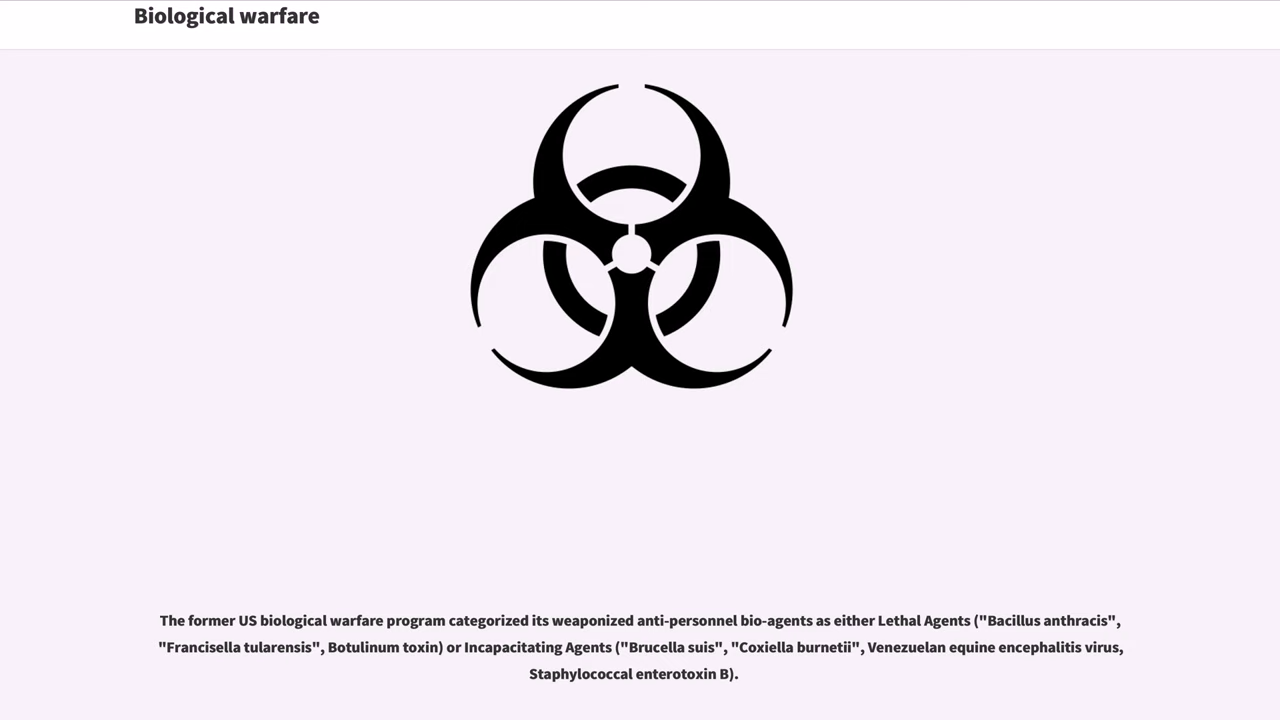 Biological warfare
The former US biological warfare program categorized its weaponized anti-personnel bio-agents as either Lethal Agents ("Bacillus anthracis",
"Francisella tularensis", Botulinum toxin) or Incapacitating Agents ("Brucella suis", "Coxiella burnetii", Venezuelan equine encephalitis virus,
Staphylococcal enterotoxin B).